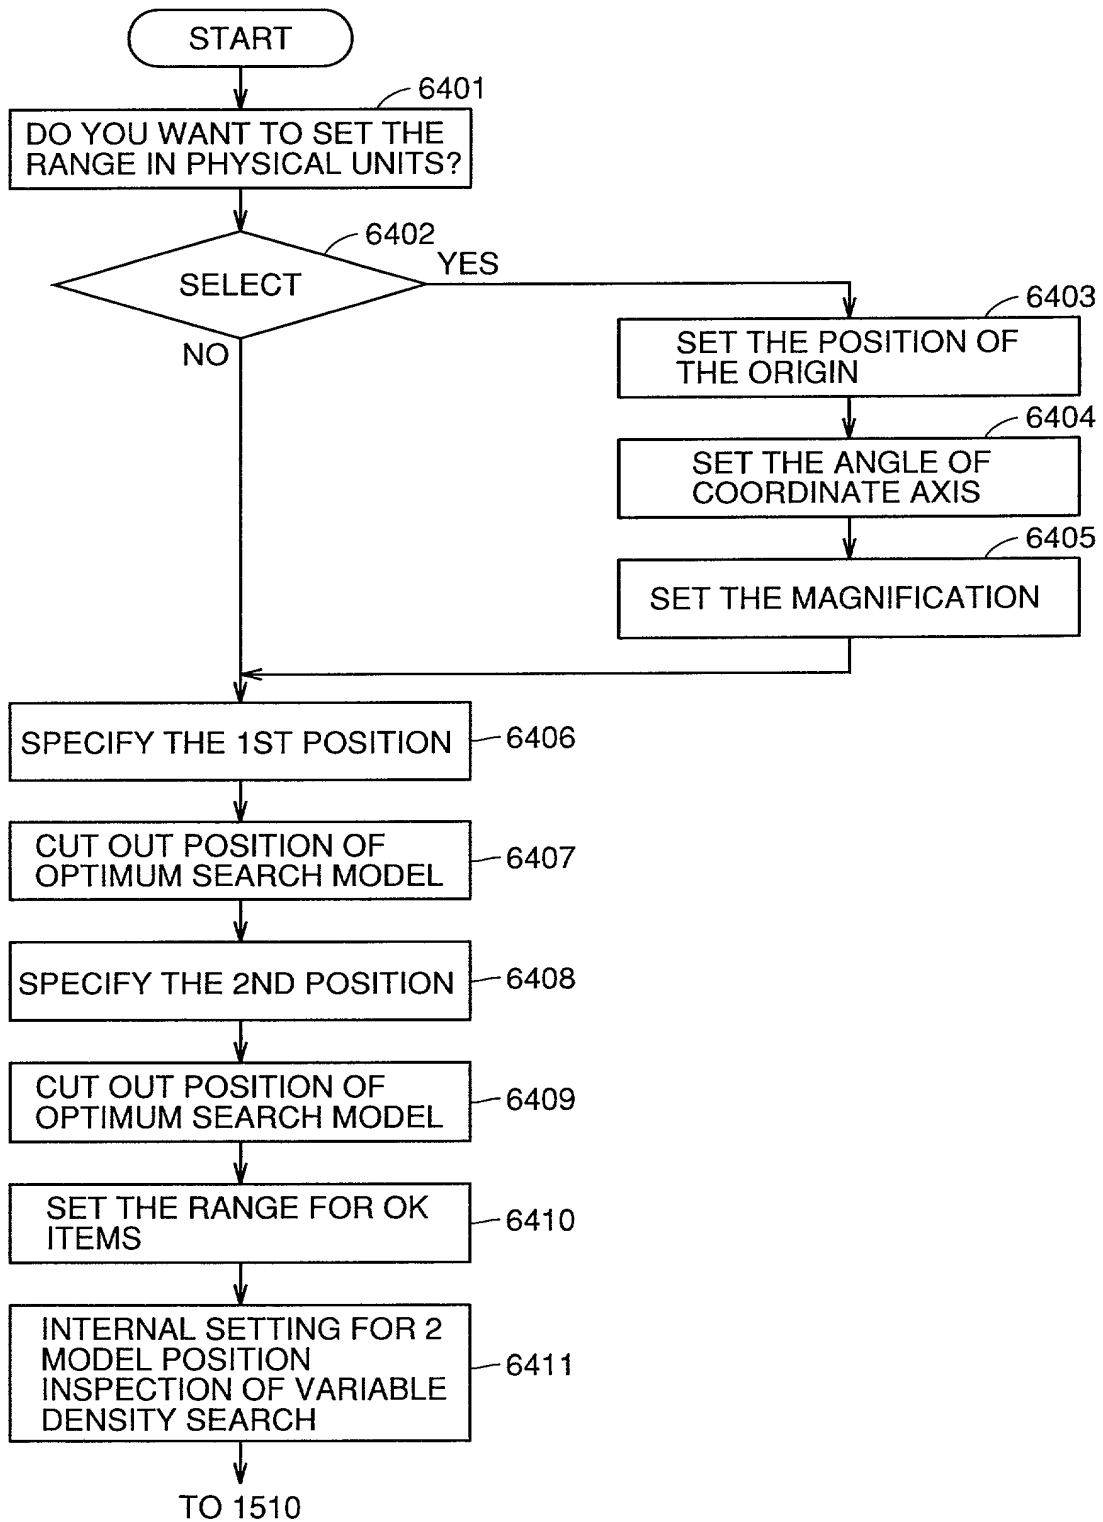 START
6401
DO YOU WANT TO SET THE
RANGE IN PHYSICAL UNITS?
6402
YES
SELECT
NO
6403
SET THE POSITION OF
THE ORIGIN
6404
SET THE ANGLE OF
COORDINATE AXIS
6405
SET THE MAGNIFICATION
SPECIFY THE 1ST POSITION
6406
CUT OUT POSITION OF
OPTIMUM SEARCH MODEL
6407
SPECIFY THE 2ND POSITION
6408
CUT OUT POSITION OF
OPTIMUM SEARCH MODEL
6409
SET THE RANGE FOR OK
ITEMS
6410
INTERNAL SETTING FOR 2
MODEL POSITION
INSPECTION OF VARIABLE
DENSITY SEARCH
6411
TO 1510